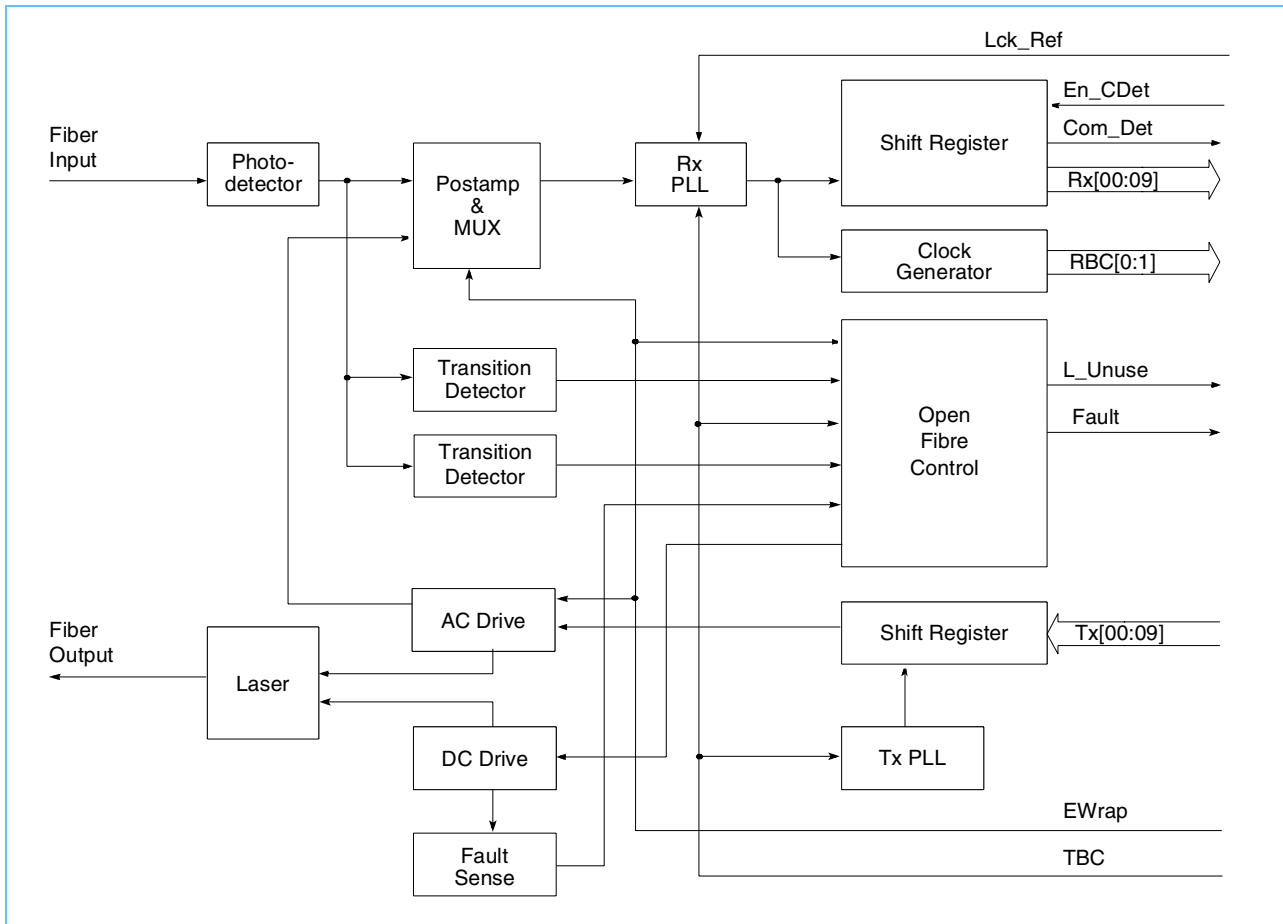 Lck_Ref
En_CDet
Com_Det
Rx[00:09]
Fiber
Input
Photo-
detector
Postamp
&
MUX
Rx
PLL
Shift Register
Clock
Generator
RBC[0:1]
Transition
Detector
Transition
Detector
Open
Fibre
Control
L_Unuse
Fault
AC Drive
Shift Register
Tx[00:09]
Fiber
Output
Laser
DC Drive
Tx PLL
Fault
Sense
EWrap
TBC